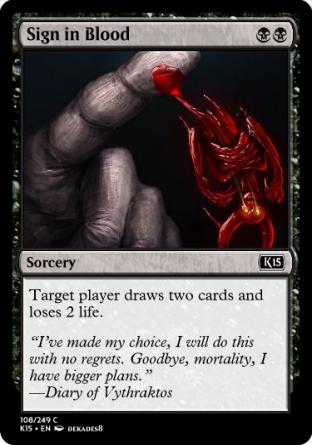 Sign in Blood
Sorcery
K15
Target player draws two cards and
loses 2 life.
“I’ve made my choice, I will do this
with no regrets. Goodbye, mortality, I
have bigger plans.”
—Diary of Vythraktos
108/249 C
K15 • EN DEKADES8